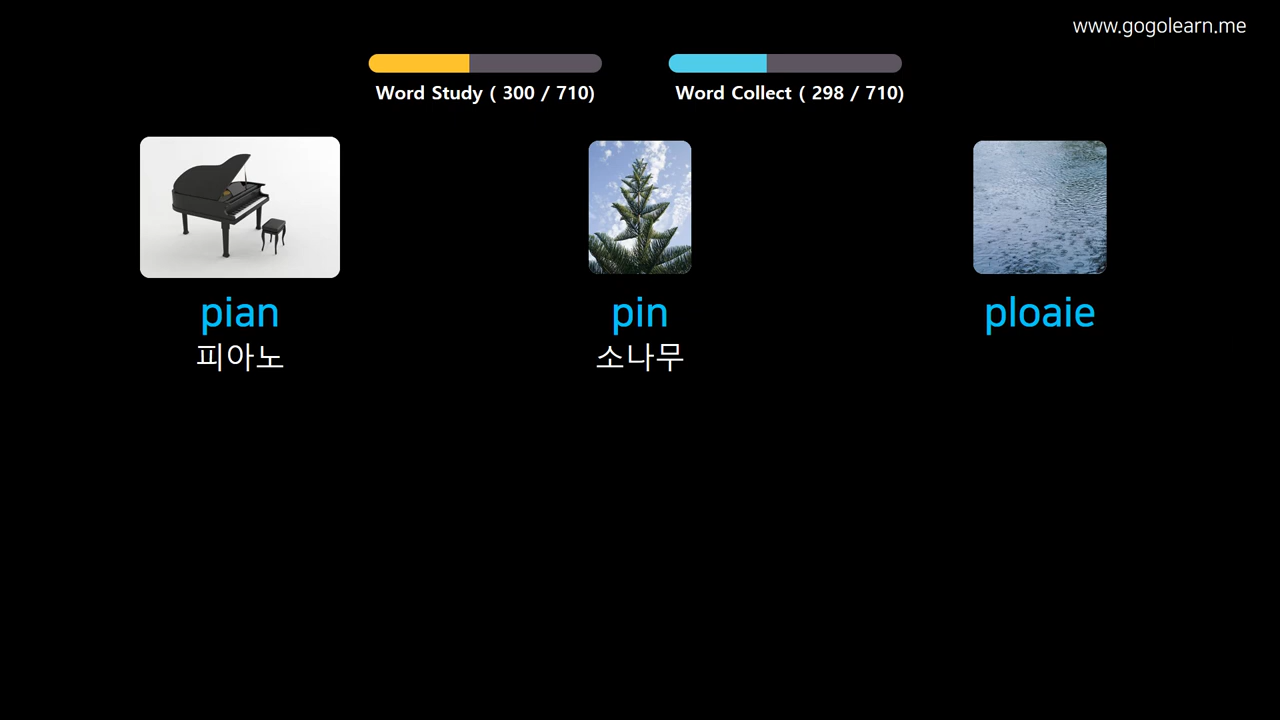 www.gogolearn.me
Word Study ( 300 / 710)
Word Collect ( 298 / 710)
pian
피아노
pin
소나무
ploaie